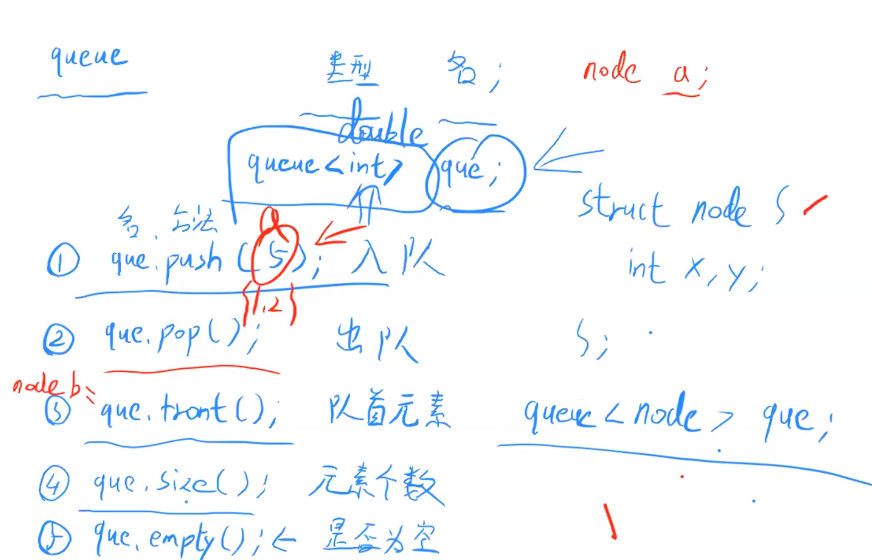 queue 类型 名; node a;
double
queue<int> que;
struct node {
名.方法 a
① que.push(5); 入队
int x,y;
{1,2}
② que.pop(); 出队
};
node b =
③ que.front(); 队首元素
queue<node> que;
④ que.size(); 元素个数
⑤ que.empty(); ← 是否为空